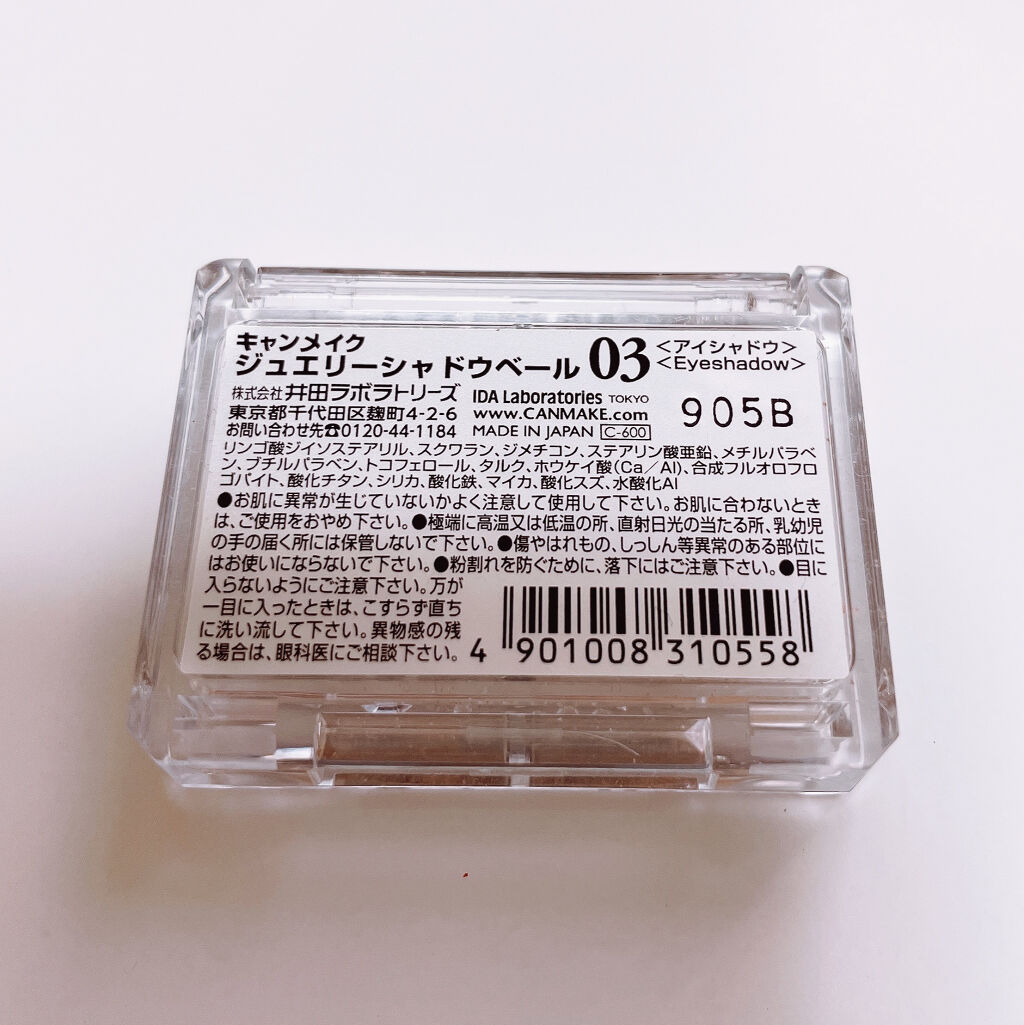 キャンメイク
ジュエリーシャドウベール 03 <アイシャドウ>
<Eyeshadow>
株式会社 井田ラボラトリーズ IDA Laboratories TOKYO
東京都千代田区麹町4-2-6 www.CANMAKE.com 905B
お問い合わせ先☎0120-44-1184 MADE IN JAPAN C-600
リンゴ酸ジイソステアリル、スクワラン、ジメチコン、ステアリン酸亜鉛、メチルパラベ
ン、ブチルパラベン、トコフェロール、タルク、ホウケイ酸(Ca/Al)、合成フルオロフロ
ゴパイト、酸化チタン、シリカ、酸化鉄、マイカ、酸化スズ、水酸化Al
●お肌に異常が生じていないかよく注意して使用して下さい。お肌に合わないとき
は、ご使用をおやめ下さい。●極端に高温又は低温の所、直射日光の当たる所、乳幼児
の手の届く所には保管しないで下さい。●傷やはれもの、しっしん等異常のある部位に
はお使いにならないで下さい。●粉割れを防ぐために、落下にはご注意下さい。●目に
入らないようにご注意下さい。万が
一目に入ったときは、こすらず直ち
に洗い流して下さい。異物感の残
る場合は、眼科医にご相談下さい。
4 901008 310558